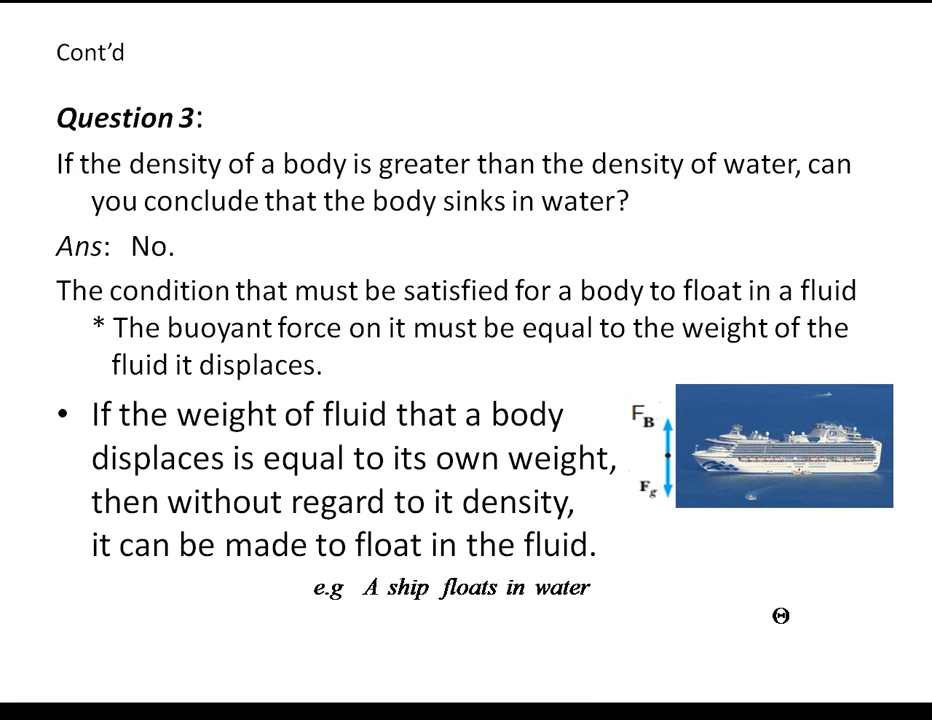 Cont’d
Question 3:
If the density of a body is greater than the density of water, can
you conclude that the body sinks in water?
Ans: No.
The condition that must be satisfied for a body to float in a fluid
* The buoyant force on it must be equal to the weight of the
fluid it displaces.
• If the weight of fluid that a body
displaces is equal to its own weight,
then without regard to it density,
it can be made to float in the fluid.
F_B
F_g
e.g A ship floats in water
Θ